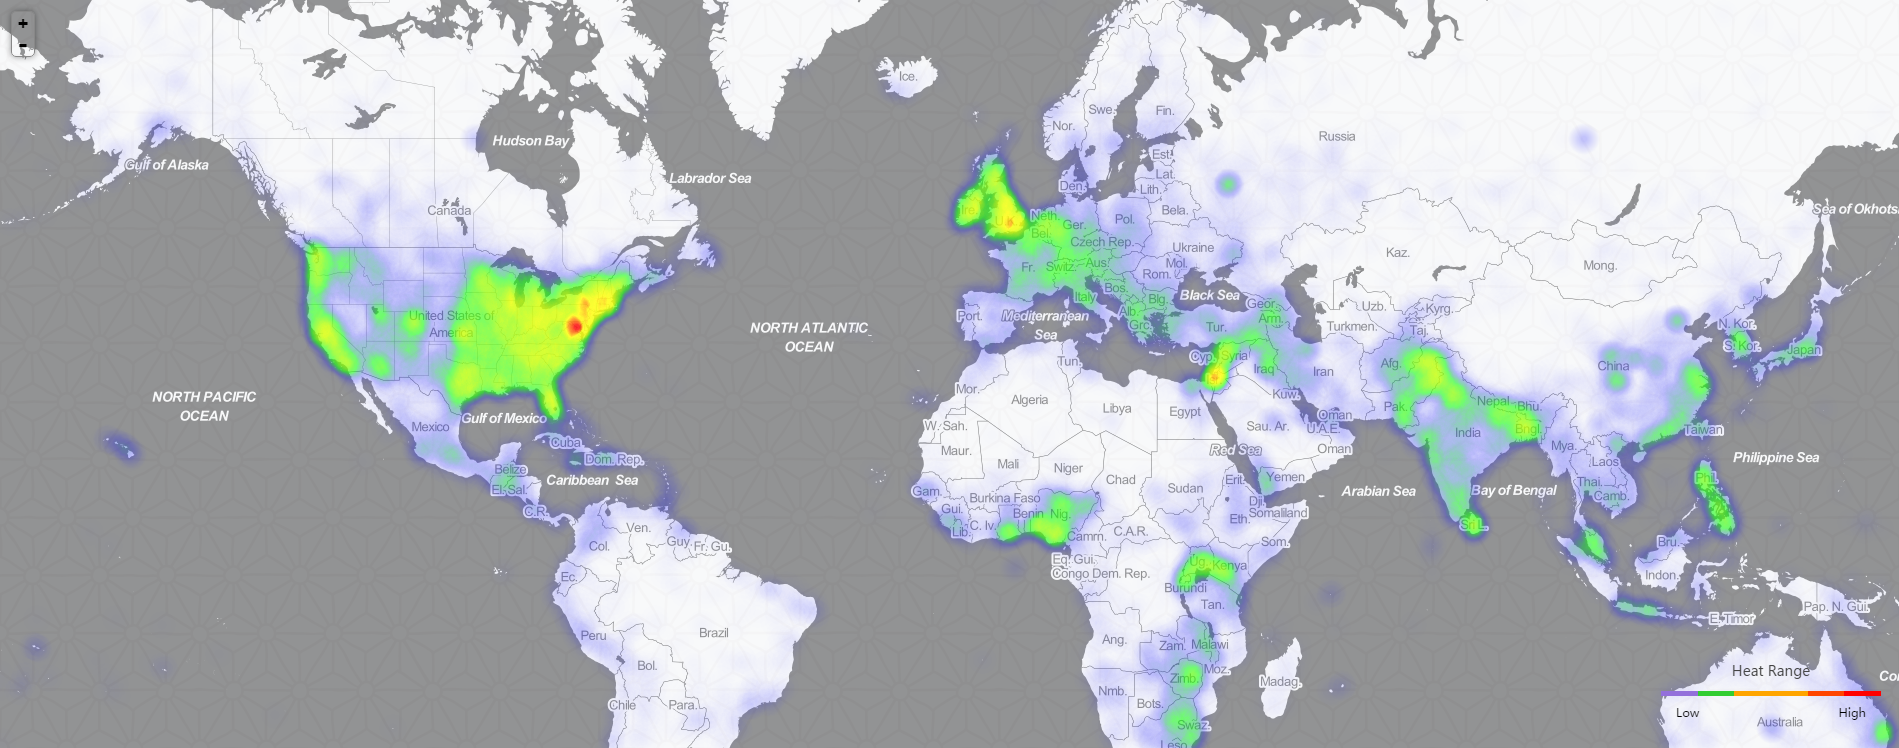 +
-
Ice.
Hudson Bay
Gulf of Alaska
Labrador Sea
Canada
Nor.
Swe.
Fin.
Russia
Est.
Lat.
Lith.
Den.
Ire.
Neth.
Bel.
Ger.
Pol.
Bela.
Czech Rep.
Ukraine
Fr.
Switz.
Aus.
Mol.
Rom.
Kaz.
Mong.
Sea of Okhots
Bos.
Italy
Blg.
Black Sea
Alb.
Grc.
Geor.
Arm.
Uzb.
Kyrg.
Port.
Mediterranean
Sea
Tur.
Turkmen.
Taj.
N. Kor.
S. Kor.
Japan
United States of
America
NORTH ATLANTIC
OCEAN
NORTH PACIFIC
OCEAN
Cyp.
Syria
Iraq
Iran
Afg.
China
Tun.
Mor.
Algeria
Libya
Egypt
Kuw.
Pak.
Nepal
Bhu.
Gulf of Mexico
Mexico
W. Sah.
Sau. Ar.
Oman
U.A.E.
India
Bngl.
Taiwan
Cuba
Dom. Rep.
Maur.
Mali
Niger
Chad
Red Sea
Oman
Mya.
Laos
Philippine Sea
Belize
El. Sal.
Caribbean Sea
Gam.
Burkina Faso
Sudan
Erit.
Yemen
Arabian Sea
Bay of Bengal
Thai.
Camb.
Phil.
C.R.
Gui.
Lib.
C. Iv.
Benin
Nig.
Dji.
Somaliland
Eth.
Sri L.
Ven.
Guy.
Fr. Gu.
Col.
Camm.
C.A.R.
Som.
Bru.
Ec.
Eq. Gui.
Congo Dem. Rep.
Ug.
Kenya
Burundi
Tan.
Indon.
Pap. N. Gui.
E. Timor
Peru
Brazil
Ang.
Zam.
Malawi
Moz.
Bol.
Zimb.
Madag.
Nmb.
Bots.
Chile
Para.
Swaz.
Leso.
Heat Range
Low
High
Australia